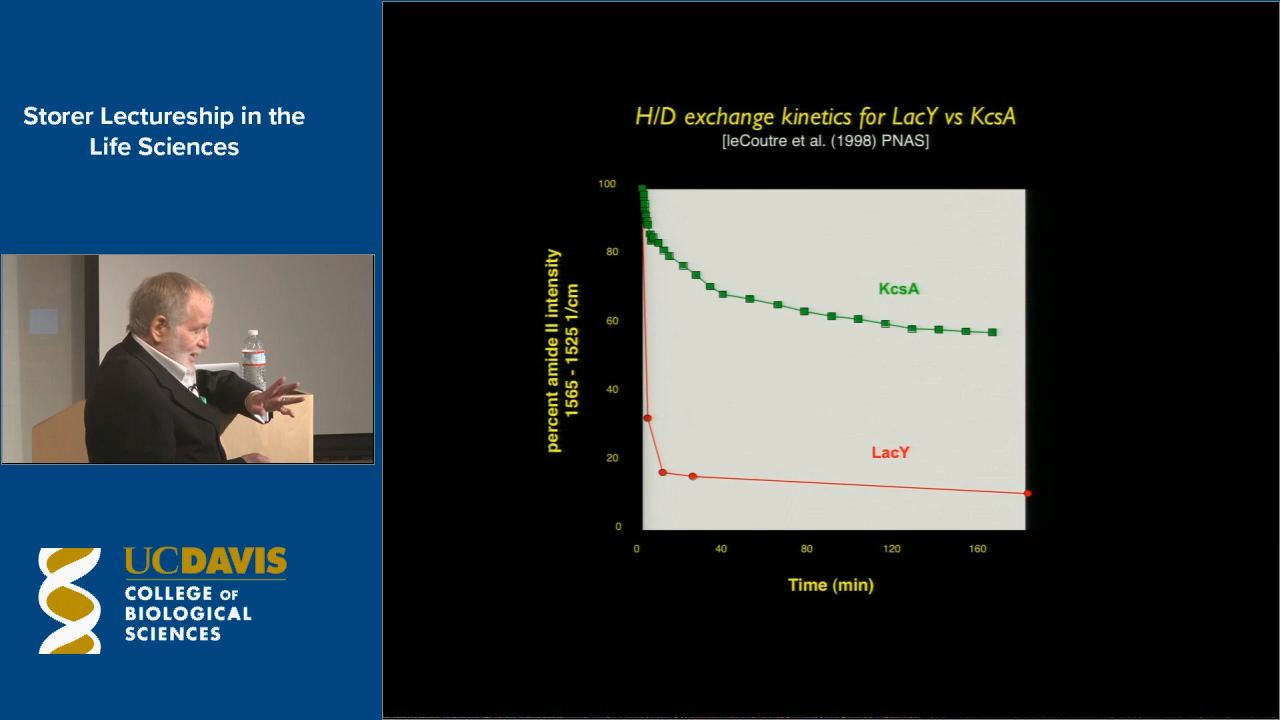 Storer Lectureship in the
Life Sciences
UCDAVIS
COLLEGE OF
BIOLOGICAL
SCIENCES
H/D exchange kinetics for LacY vs KcsA
[leCoutre et al. (1998) PNAS]
percent amide II intensity
1565 - 1525 1/cm
100
80
60
40
20
0
KcsA
LacY
0 40 80 120 160
Time (min)